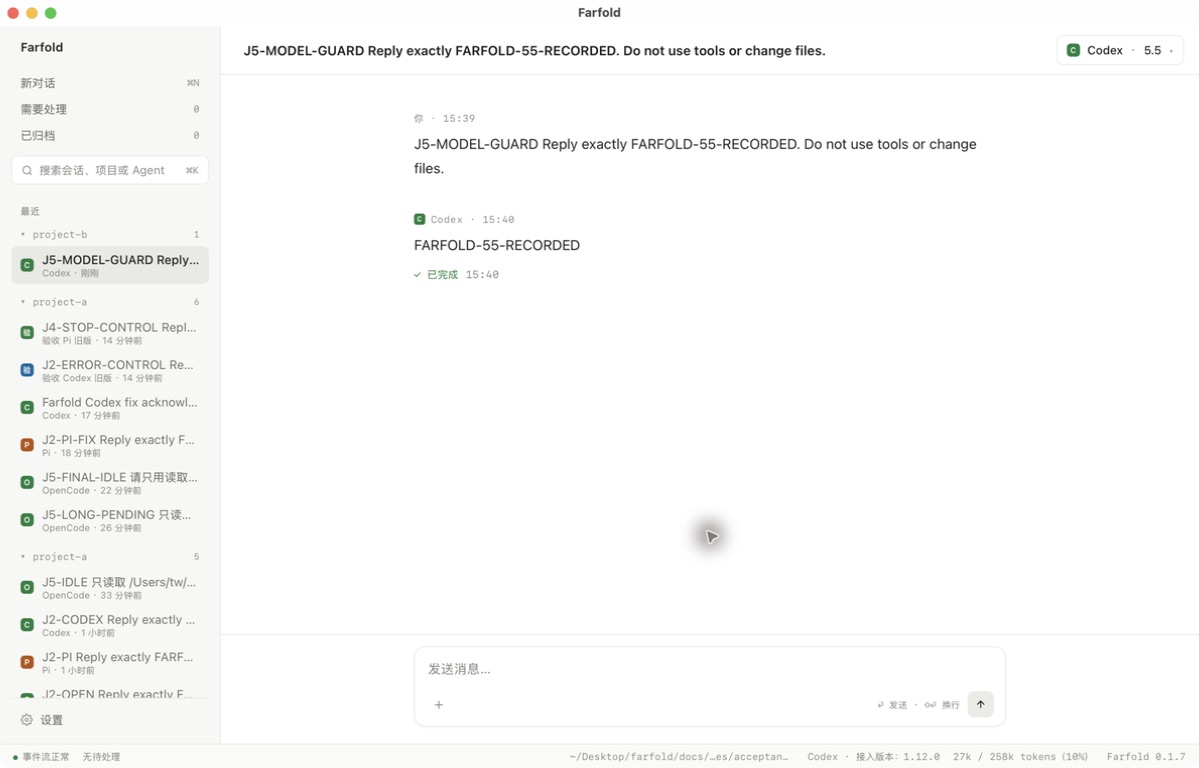 Farfold
Farfold
新对话 ⌘N
需要处理 0
已归档 0
搜索会话、项目或 Agent ⌘K
最近
project-b 1
C J5-MODEL-GUARD Reply...
Codex · 刚刚
project-a 6
验 J4-STOP-CONTROL Repl...
验收 Pi 旧版 · 14 分钟前
验 J2-ERROR-CONTROL Re...
验收 Codex 旧版 · 14 分钟前
C Farfold Codex fix acknowl...
Codex · 17 分钟前
P J2-PI-FIX Reply exactly F...
Pi · 18 分钟前
O J5-FINAL-IDLE 请只用读取...
OpenCode · 22 分钟前
O J5-LONG-PENDING 只读...
OpenCode · 26 分钟前
project-a 5
O J5-IDLE 只读取 /Users/tw/...
OpenCode · 33 分钟前
C J2-CODEX Reply exactly ...
Codex · 1 小时前
P J2-PI Reply exactly FARF...
Pi · 1 小时前
J2-OPEN Reply exactly F...
设置
J5-MODEL-GUARD Reply exactly FARFOLD-55-RECORDED. Do not use tools or change files.
C Codex · 5.5
你 · 15:39
J5-MODEL-GUARD Reply exactly FARFOLD-55-RECORDED. Do not use tools or change
files.
C Codex · 15:40
FARFOLD-55-RECORDED
✓ 已完成 15:40
发送消息...
+ 发送 · 换行
事件流正常 无待处理 ~/Desktop/farfold/docs/…es/acceptan… Codex · 接入版本: 1.12.0 27k / 258k tokens (10%) Farfold 0.1.7